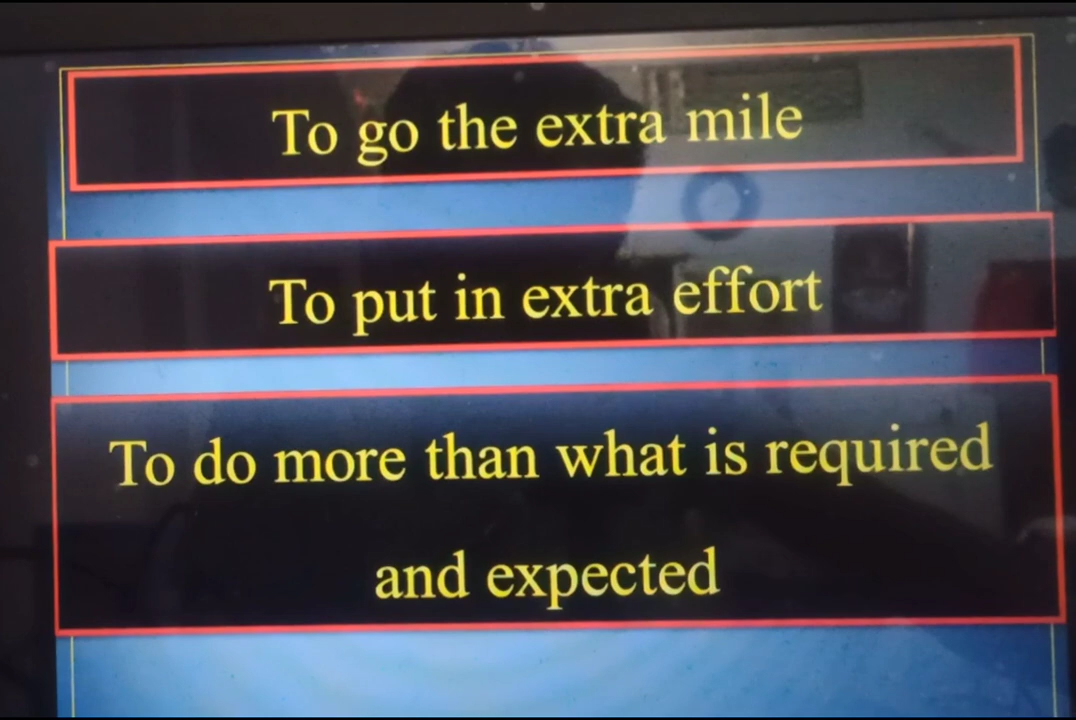 To go the extra mile
To put in extra effort
To do more than what is required
and expected